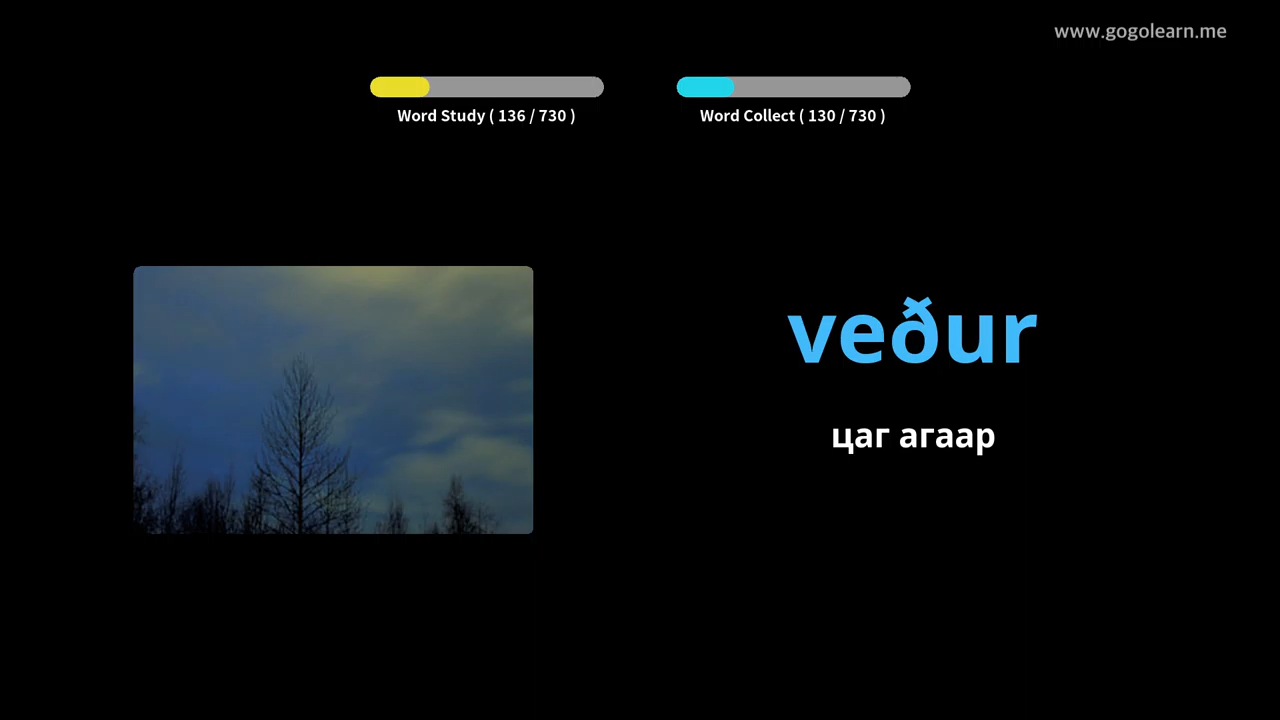 www.gogolearn.me
Word Study ( 136 / 730 )
Word Collect ( 130 / 730 )
veður
цаг агаар